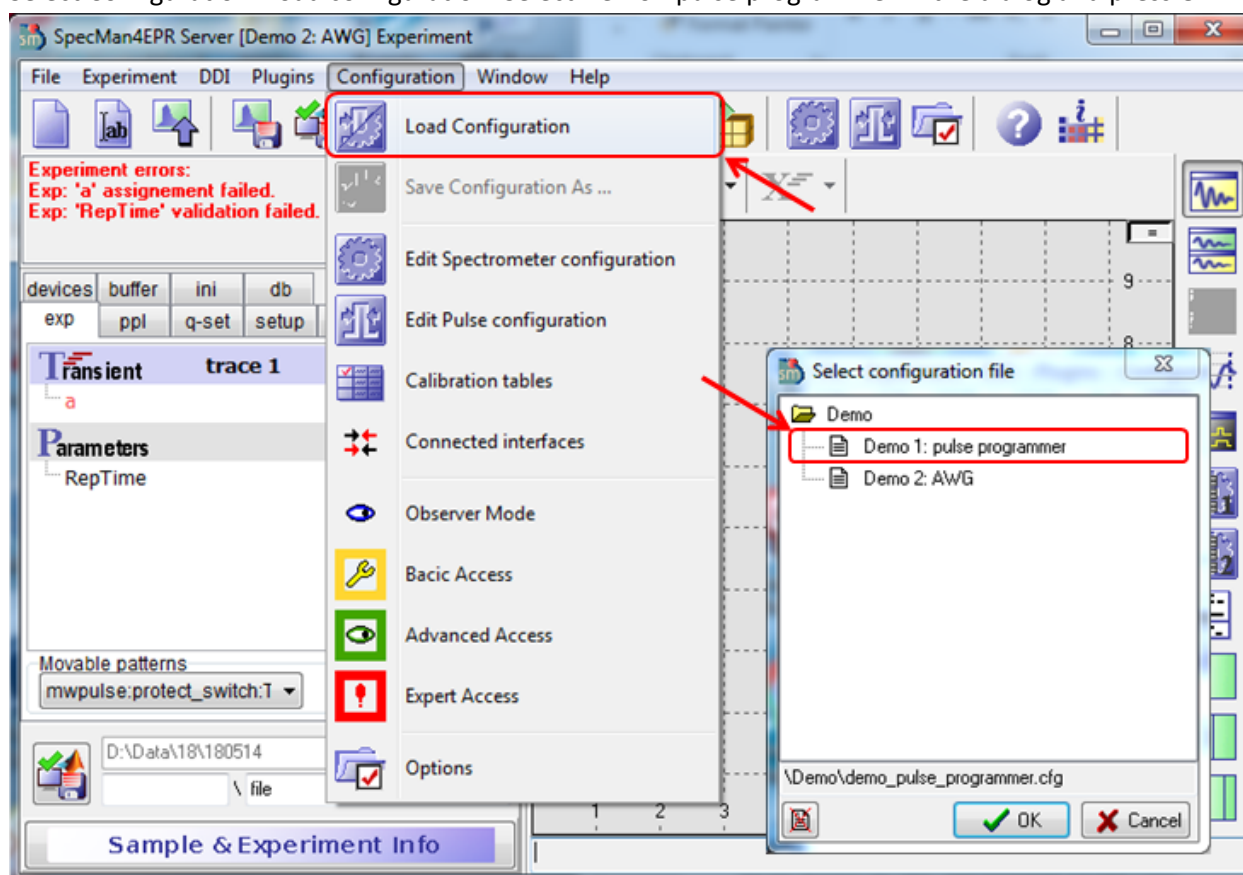 SpecMan4EPR Server [Demo 2: AWG] Experiment
File Experiment DDI Plugins Configuration Window Help
Experiment errors:
Exp: 'a' assignement failed.
Exp: 'RepTime' validation failed.
devices buffer ini db
exp ppl q-set setup
Transient trace 1
a
Parameters
RepTime
Movable patterns
mwpulse:protect_switch:T
D:\Data\18\180514
\ file
Sample & Experiment Info
Load Configuration
Save Configuration As ...
Edit Spectrometer configuration
Edit Pulse configuration
Calibration tables
Connected interfaces
Observer Mode
Bacic Access
Advanced Access
Expert Access
Options
9
8
1 2 3
Select configuration file
Demo
Demo 1: pulse programmer
Demo 2: AWG
\Demo\demo_pulse_programmer.cfg
OK Cancel